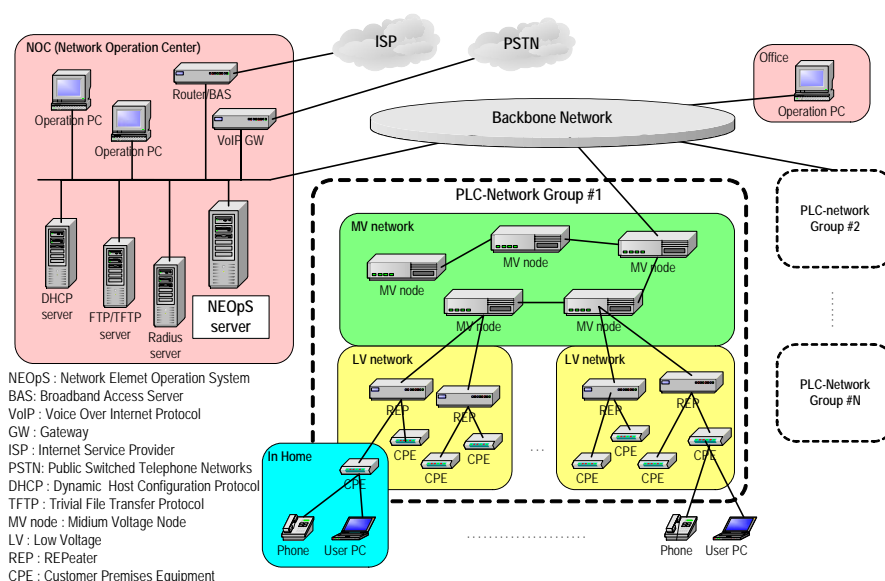 NOC (Network Operation Center)
ISP
PSTN
Office
Router/BAS
Operation PC
Operation PC
VoIP GW
Operation PC
Backbone Network
DHCP
server
FTP/TFTP
server
Radius
server
NEOpS
server
PLC-Network Group #1
MV network
MV node
MV node
MV node
MV node
MV node
PLC-network
Group #2
PLC-Network
Group #N
LV network
REP
REP
CPE
CPE
CPE
...
LV network
REP
REP
CPE
CPE
CPE
CPE
In Home
CPE
Phone
User PC
Phone
User PC
NEOpS : Network Elemet Operation System
BAS: Broadband Access Server
VoIP : Voice Over Internet Protocol
GW : Gateway
ISP : Internet Service Provider
PSTN: Public Switched Telephone Networks
DHCP : Dynamic Host Configuration Protocol
TFTP : Trivial File Transfer Protocol
MV node : Midium Voltage Node
LV : Low Voltage
REP : REPeater
CPE : Customer Premises Equipment